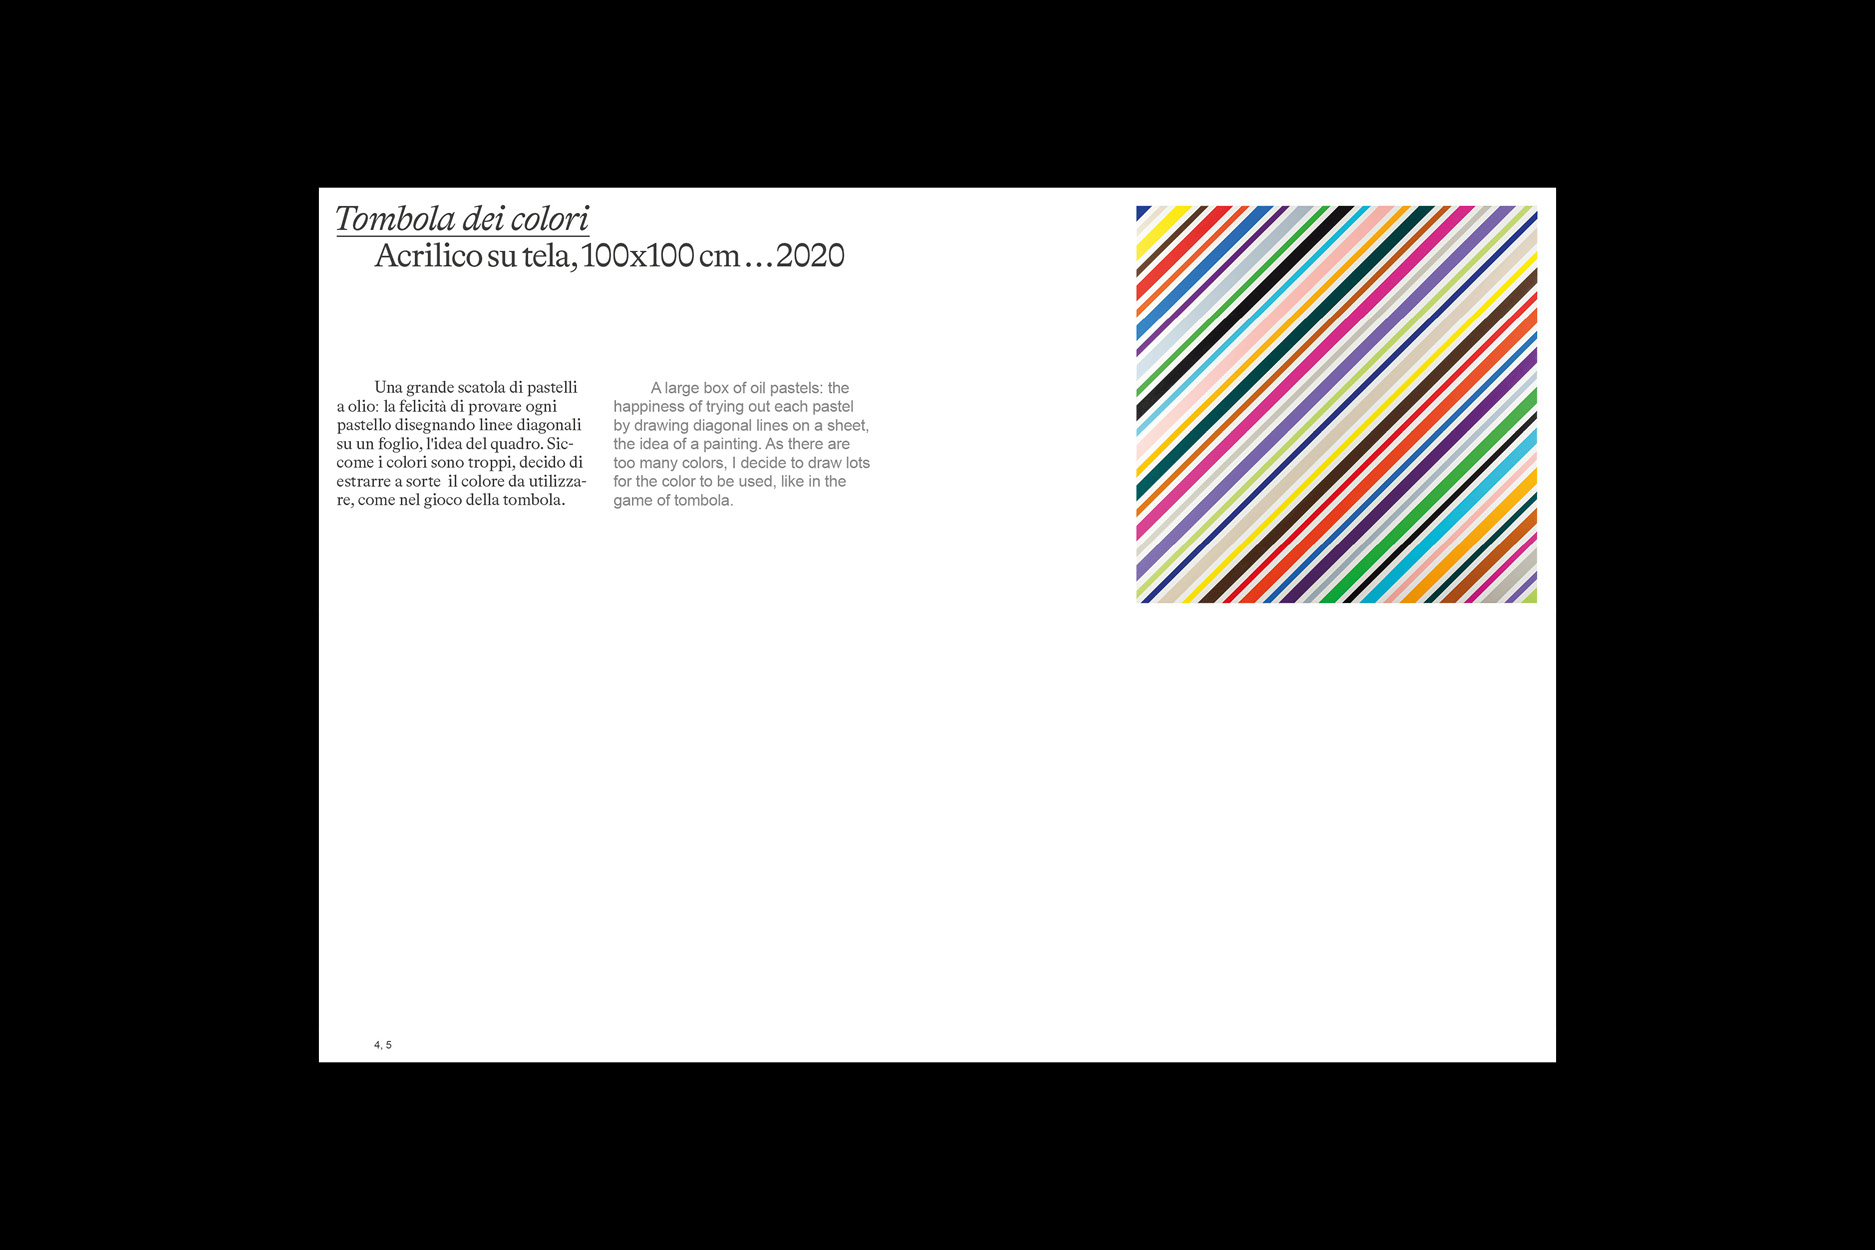 Tombola dei colori
Acrilico su tela, 100x100 cm ... 2020
Una grande scatola di pastelli
a olio: la felicità di provare ogni
pastello disegnando linee diagonali
su un foglio, l'idea del quadro. Sic-
come i colori sono troppi, decido di
estrarre a sorte  il colore da utilizza-
re, come nel gioco della tombola.
A large box of oil pastels: the
happiness of trying out each pastel
by drawing diagonal lines on a sheet,
the idea of a painting. As there are
too many colors, I decide to draw lots
for the color to be used, like in the
game of tombola.
4, 5